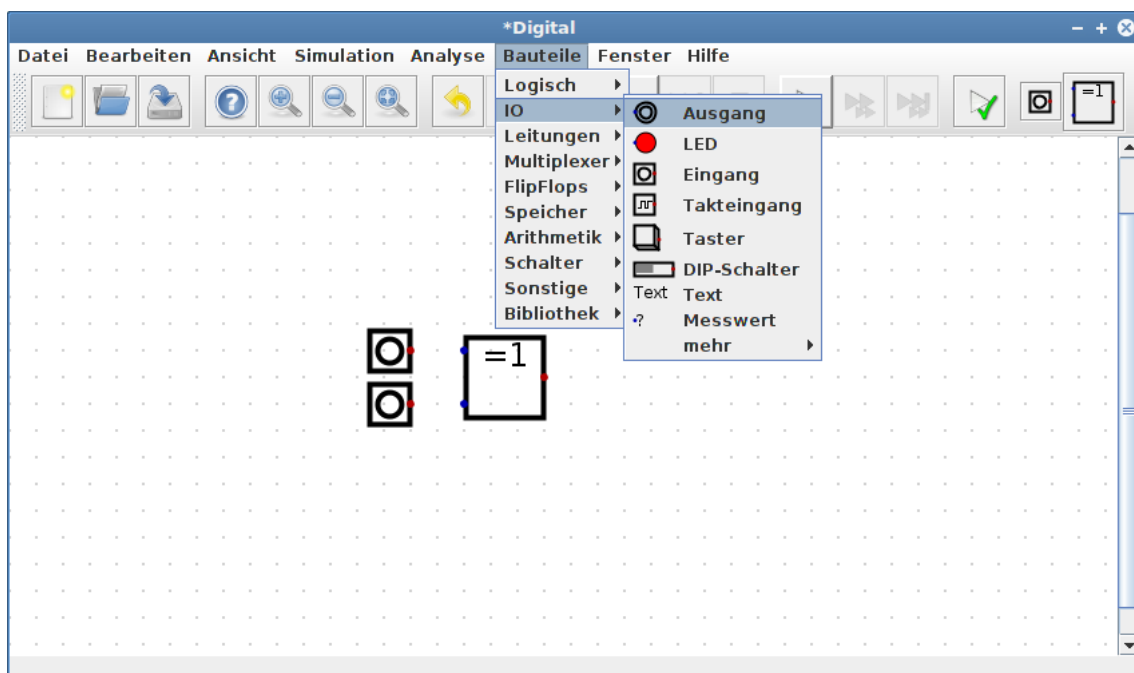 *Digital
Datei Bearbeiten Ansicht Simulation Analyse Bauteile Fenster Hilfe
=1
Logisch
IO
Leitungen
Multiplexer
FlipFlops
Speicher
Arithmetik
Schalter
Sonstige
Bibliothek
Ausgang
LED
Eingang
Takteingang
Taster
DIP-Schalter
Text Text
? Messwert
mehr
=1